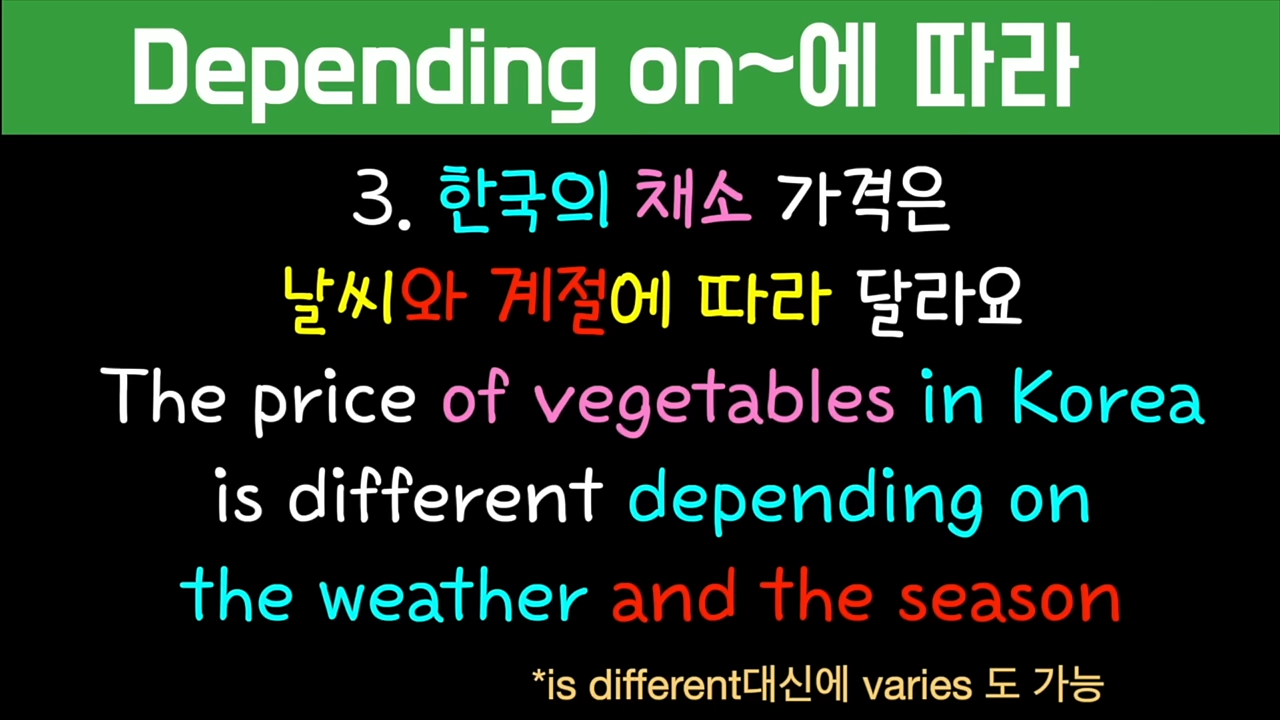 Depending on~에 따라
3. 한국의 채소 가격은
날씨와 계절에 따라 달라요
The price of vegetables in Korea
is different depending on
the weather and the season
*is different대신에 varies 도 가능